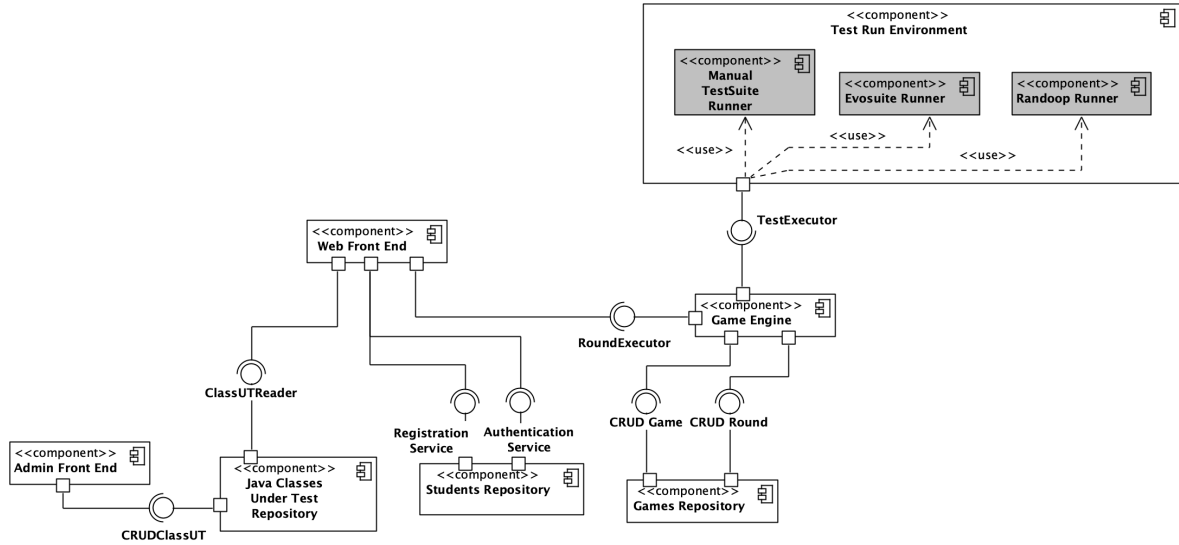 <<component>>
Test Run Environment
<<component>>
Manual
TestSuite
Runner
<<component>>
Evosuite Runner
<<component>>
Randoop Runner
<<use>>
<<use>>
<<use>>
TestExecutor
<<component>>
Web Front End
<<component>>
Game Engine
RoundExecutor
ClassUTReader
CRUD Game
CRUD Round
Registration
Service
Authentication
Service
<<component>>
Admin Front End
<<component>>
Java Classes
Under Test
Repository
<<component>>
Students Repository
<<component>>
Games Repository
CRUDClassUT